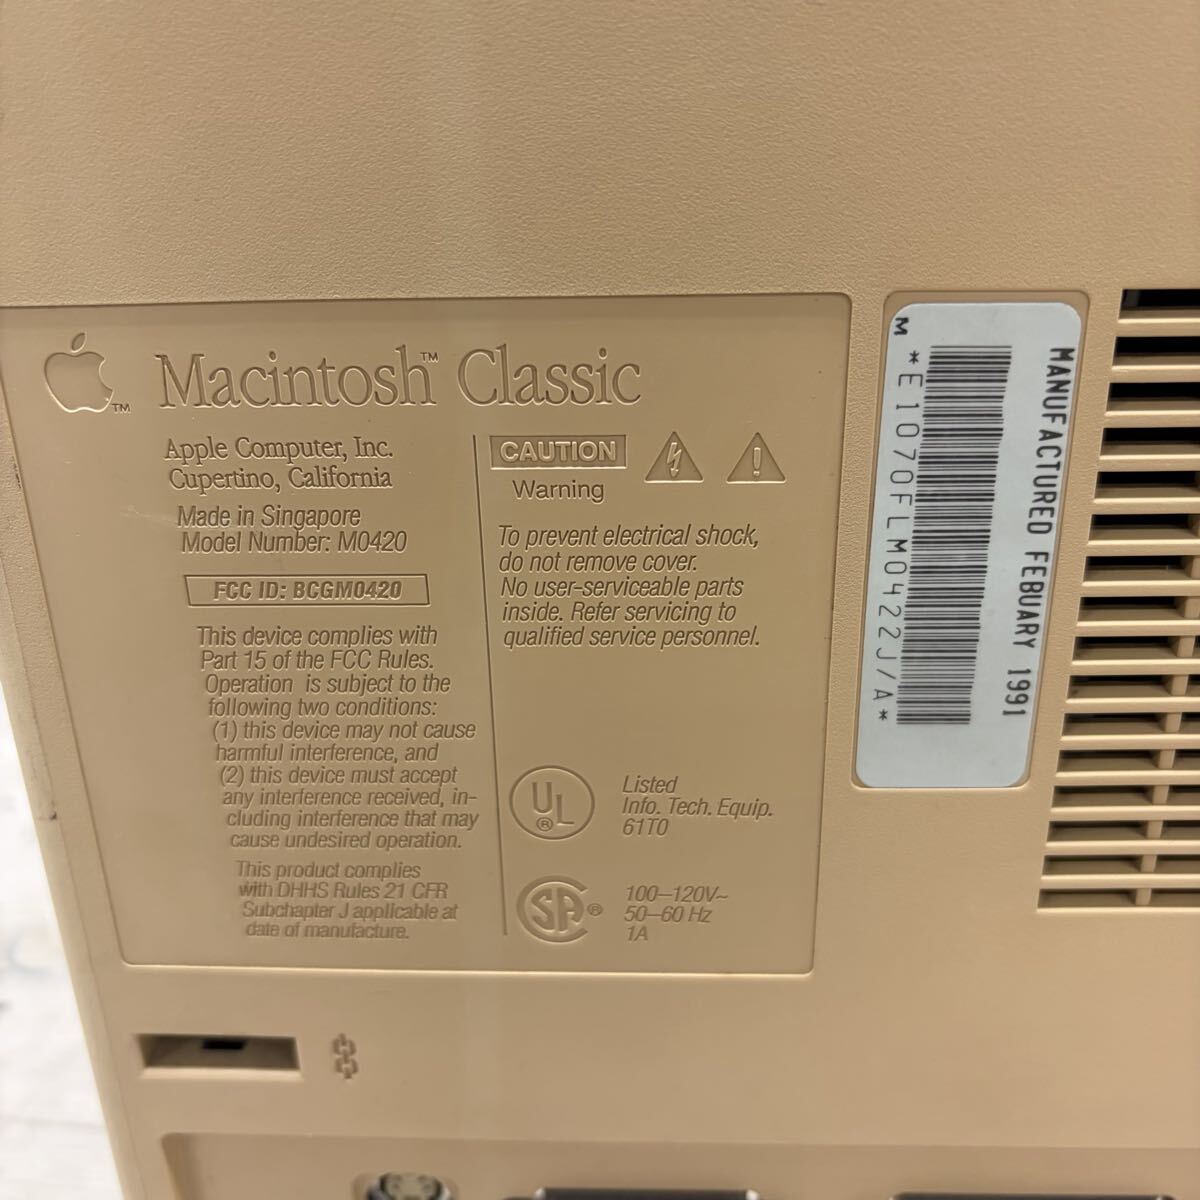 Macintosh™ Classic
™
Apple Computer, Inc.
Cupertino, California
Made in Singapore
Model Number: M0420
FCC ID: BCGM0420
This device complies with
Part 15 of the FCC Rules.
Operation is subject to the
following two conditions:
(1) this device may not cause
harmful interference, and
(2) this device must accept
any interference received, in-
cluding interference that may
cause undesired operation.
This product complies
with DHHS Rules 21 CFR
Subchapter J applicable at
date of manufacture.
CAUTION
Warning
To prevent electrical shock,
do not remove cover.
No user-serviceable parts
inside. Refer servicing to
qualified service personnel.
UL ®
Listed
Info. Tech. Equip.
61T0
SA ®
100–120V~
50–60 Hz
1A
MANUFACTURED FEBUARY 1991
M *E1070FLM0422J/A*